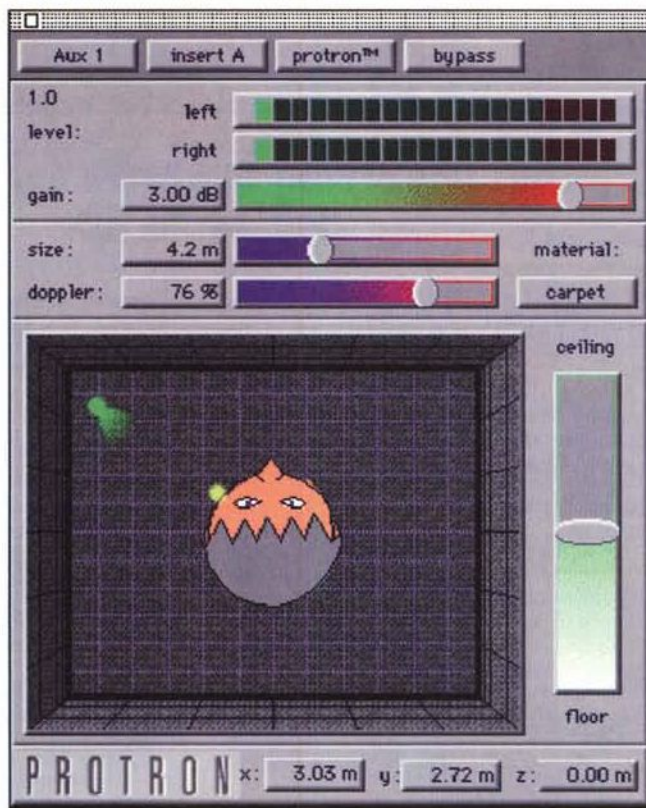 Aux 1 insert A protron™ bypass
1.0
left
level:
right
gain: 3.00 dB
size: 4.2 m material:
doppler: 76 % carpet
ceiling
floor
PROTRON x: 3.03 m y: 2.72 m z: 0.00 m